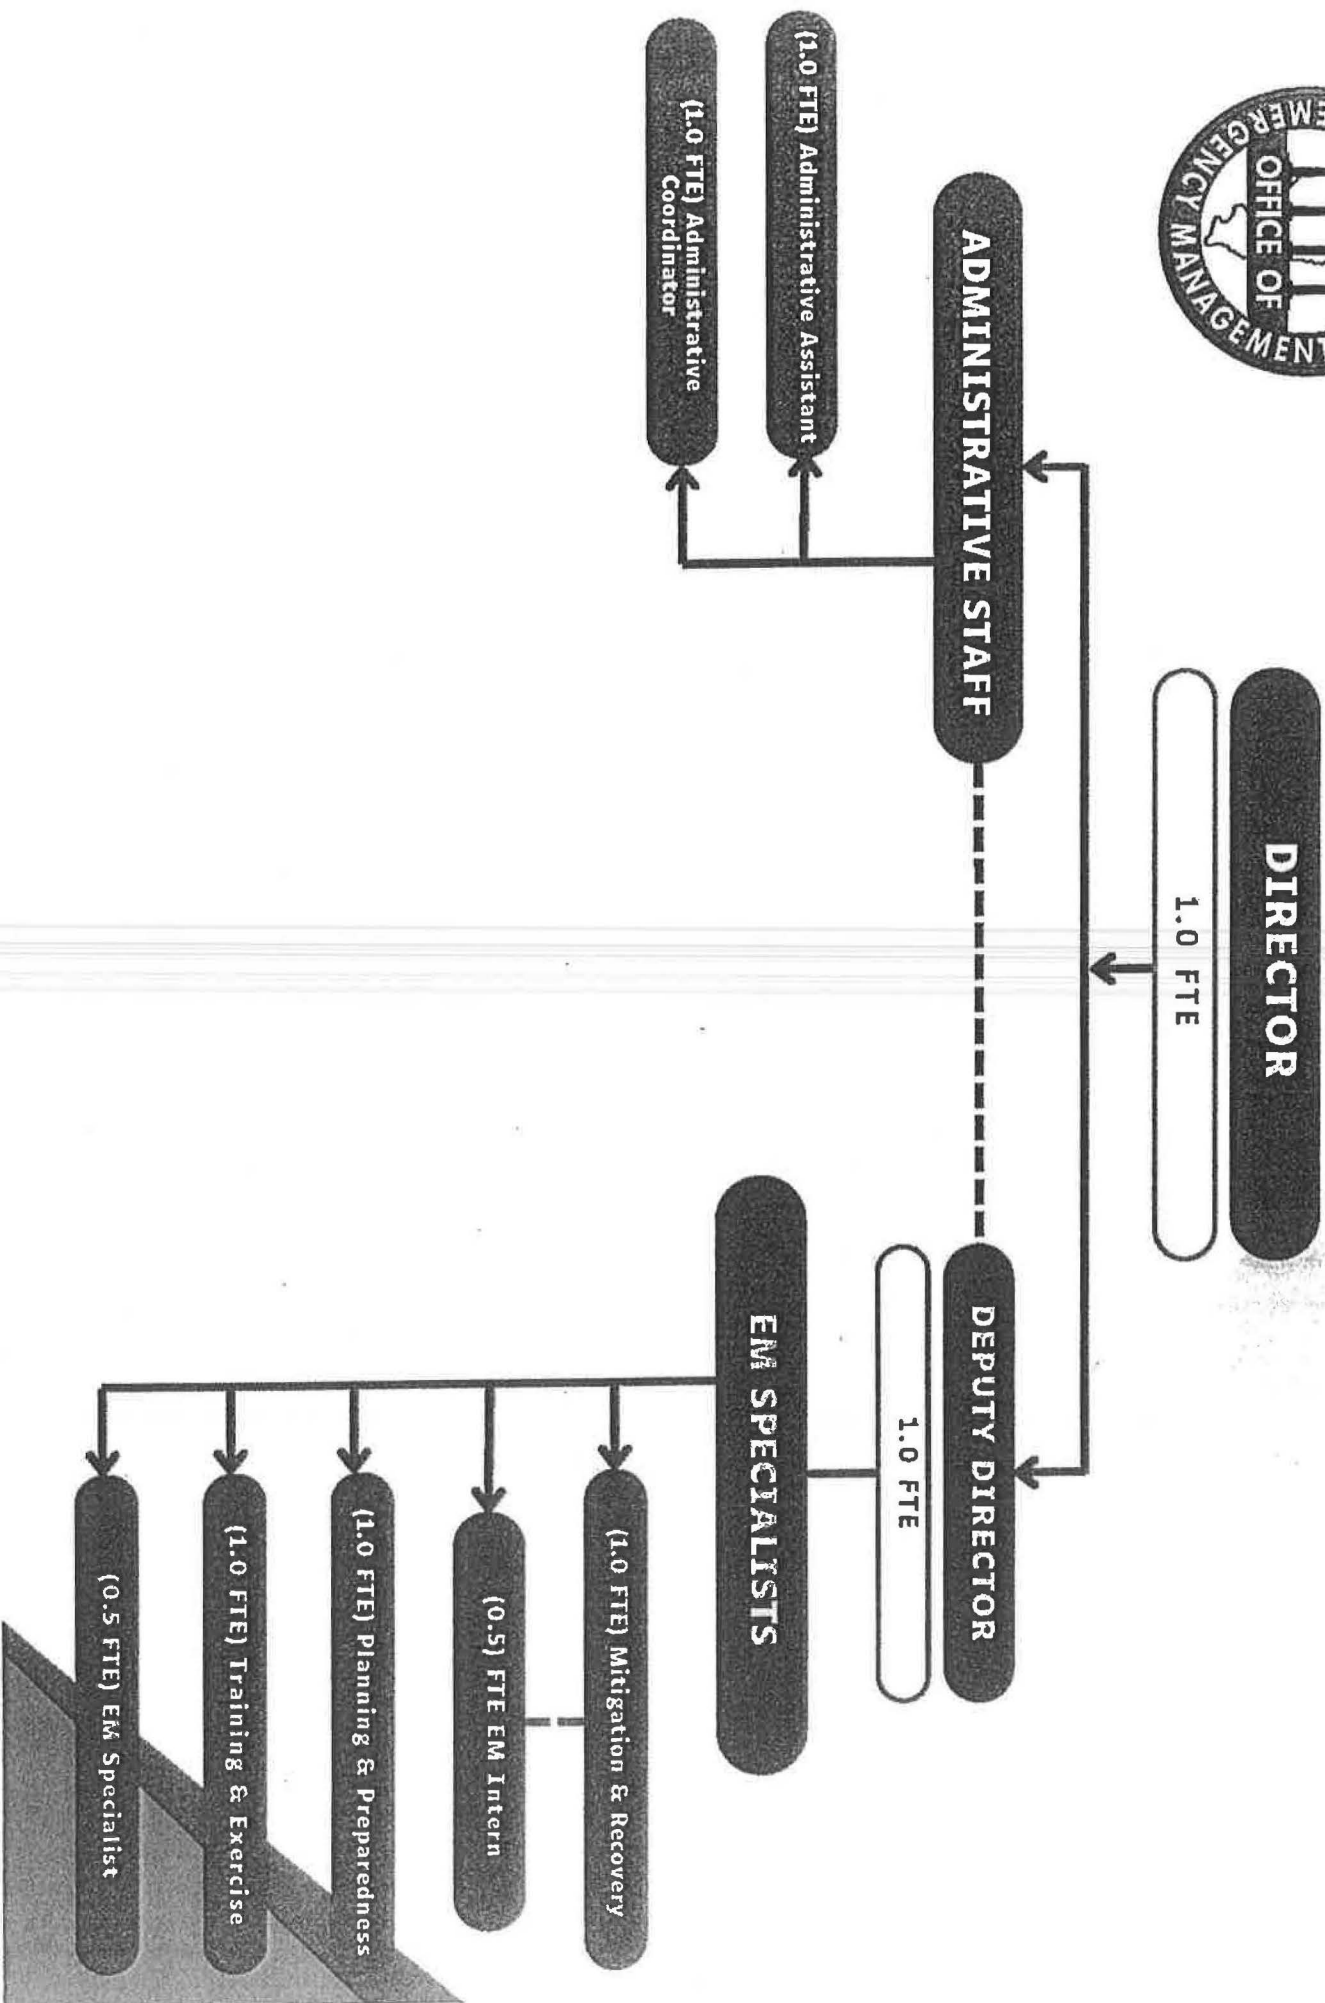 EMERGENCY MANAGEMENT
OFFICE OF
DIRECTOR
1.0 FTE
ADMINISTRATIVE STAFF
(1.0 FTE) Administrative Assistant
(1.0 FTE) Administrative
Coordinator
DEPUTY DIRECTOR
1.0 FTE
EM SPECIALISTS
(1.0 FTE) Mitigation & Recovery
(0.5) FTE EM Intern
(1.0 FTE) Planning & Preparedness
(1.0 FTE) Training & Exercise
(0.5 FTE) EM Specialist